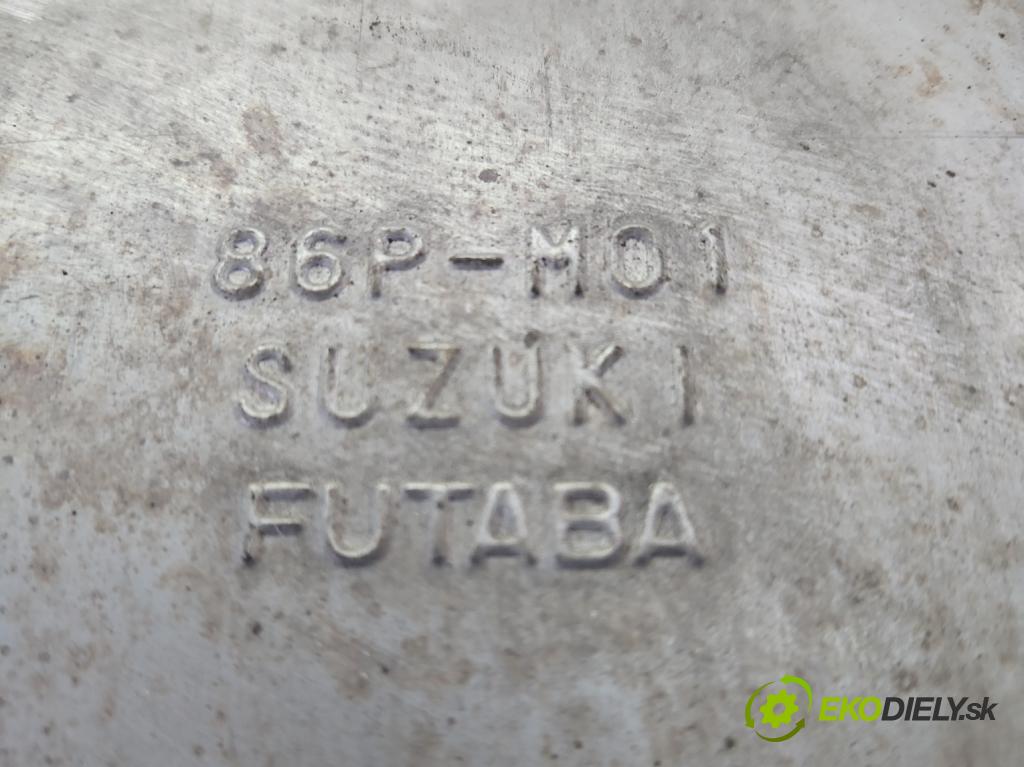 86P-M01
SUZUKI
FUTABA
EKODIELY.sk